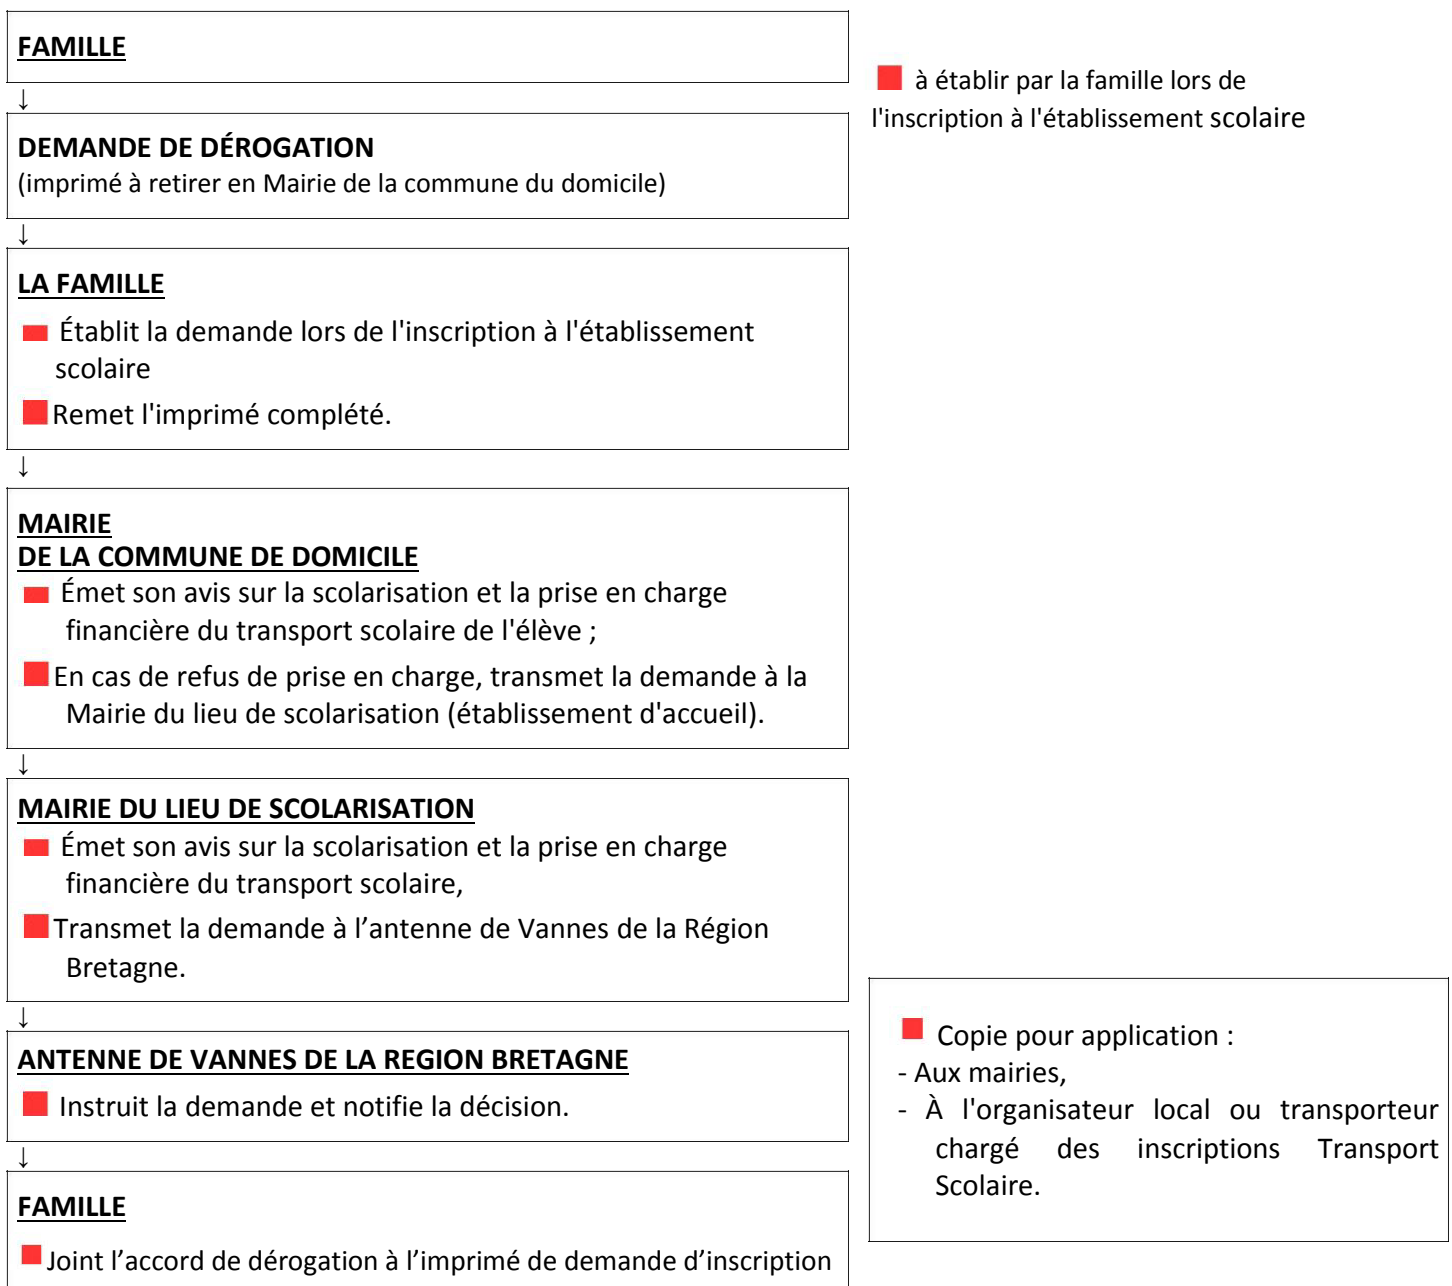 FAMILLE
à établir par la famille lors de
l'inscription à l'établissement scolaire
↓
DEMANDE DE DÉROGATION
(imprimé à retirer en Mairie de la commune du domicile)
↓
LA FAMILLE
Établit la demande lors de l'inscription à l'établissement
scolaire
Remet l'imprimé complété.
↓
MAIRIE
DE LA COMMUNE DE DOMICILE
Émet son avis sur la scolarisation et la prise en charge
financière du transport scolaire de l'élève ;
En cas de refus de prise en charge, transmet la demande à la
Mairie du lieu de scolarisation (établissement d'accueil).
↓
MAIRIE DU LIEU DE SCOLARISATION
Émet son avis sur la scolarisation et la prise en charge
financière du transport scolaire,
Transmet la demande à l’antenne de Vannes de la Région
Bretagne.
↓
ANTENNE DE VANNES DE LA REGION BRETAGNE
Instruit la demande et notifie la décision.
↓
Copie pour application :
- Aux mairies,
- À l'organisateur local ou transporteur
chargé des inscriptions Transport
Scolaire.
FAMILLE
Joint l’accord de dérogation à l’imprimé de demande d’inscription